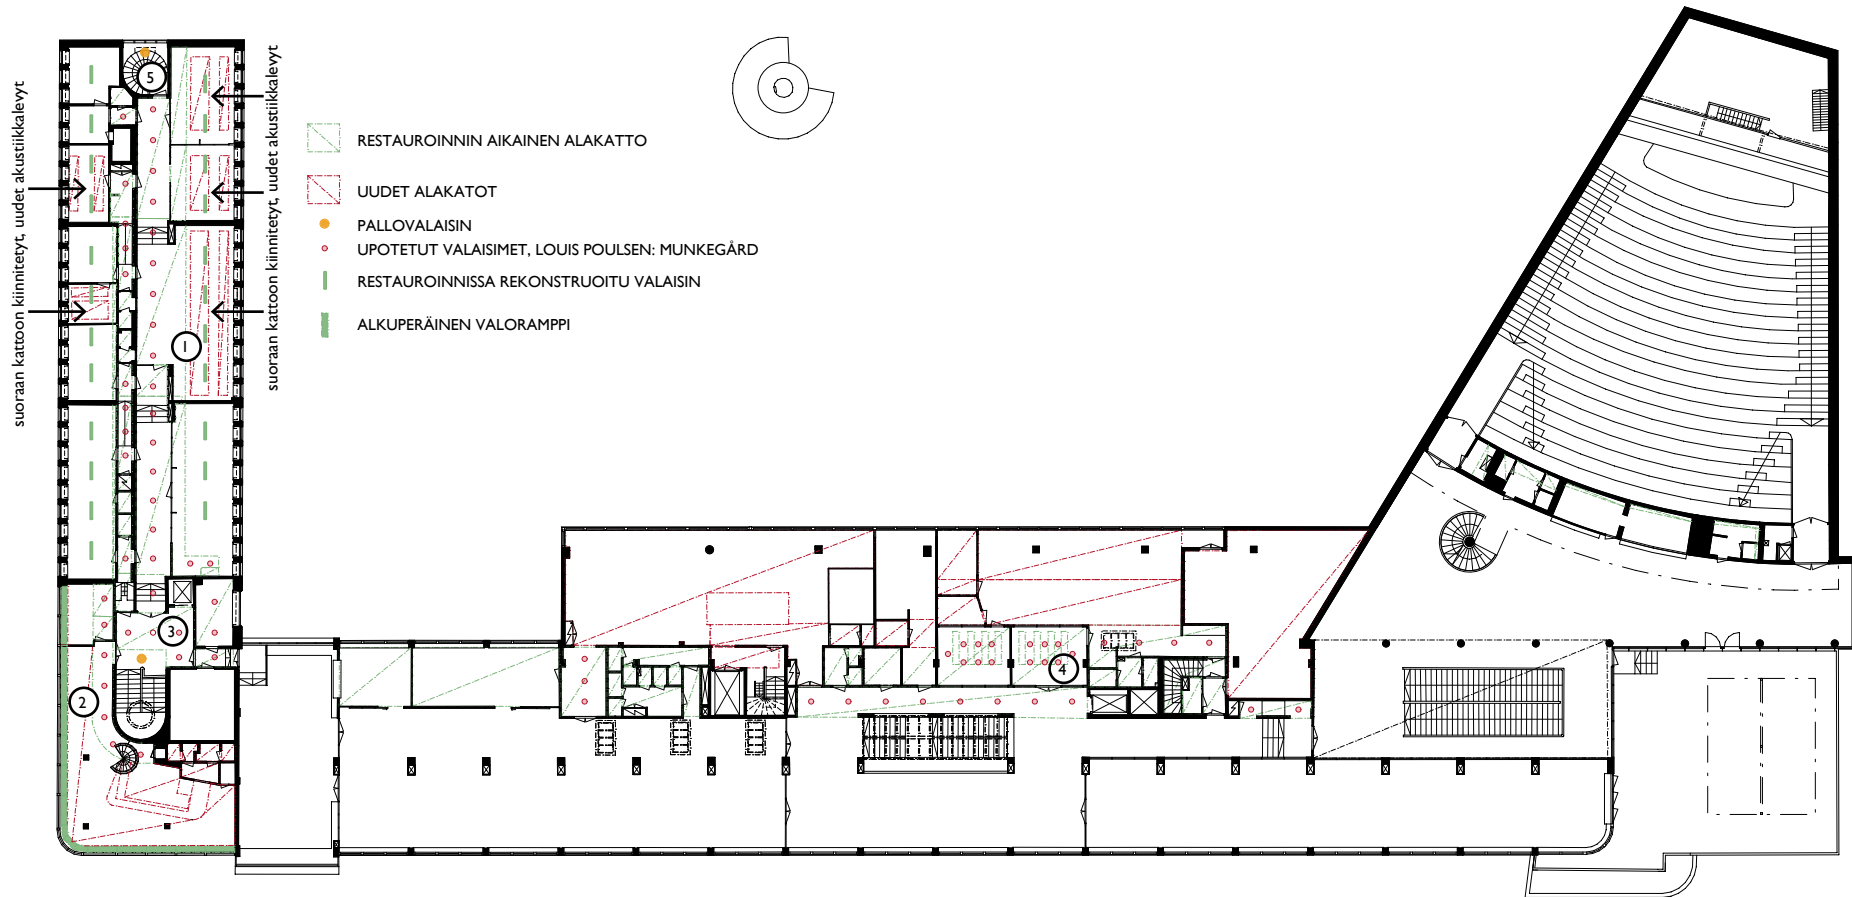 suoraan kattoon kiinnitetyt, uudet akustiikkalevyt
suoraan kattoon kiinnitetyt, uudet akustiikkalevyt
RESTAUROINNIN AIKAINEN ALAKATTO
UUDET ALAKATOT
PALLOVALAISIN
UPOTETUT VALAISIMET, LOUIS POULSEN: MUNKEGÅRD
RESTAUROINNISSA REKONSTRUOITU VALAISIN
ALKUPERÄINEN VALORAMPPI
5
1
3
2
4